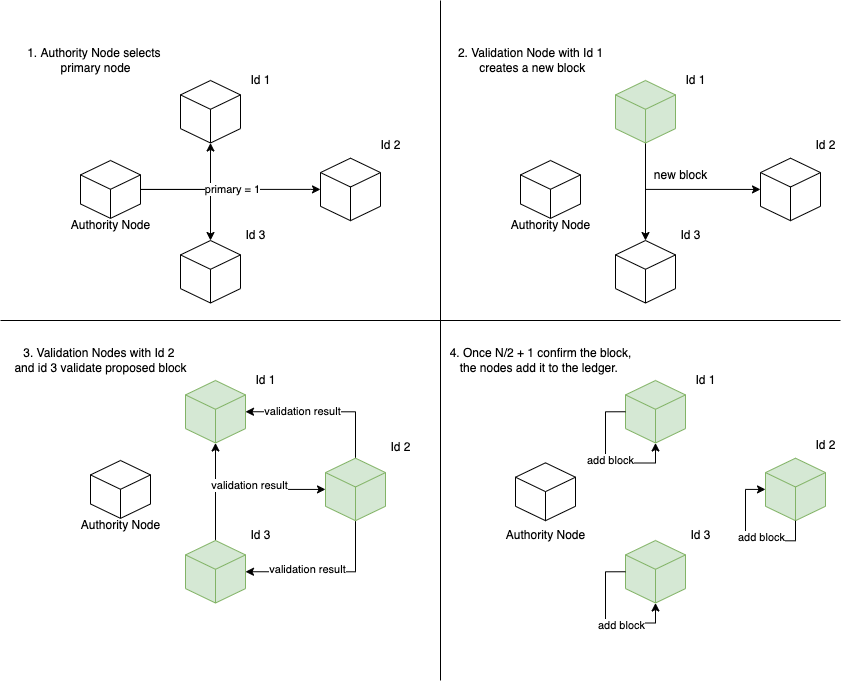 1. Authority Node selects
primary node
Id 1
Id 2
primary = 1
Authority Node
Id 3
2. Validation Node with Id 1
creates a new block
Id 1
Id 2
new block
Authority Node
Id 3
3. Validation Nodes with Id 2
and id 3 validate proposed block
Id 1
validation result
Id 2
validation result
Authority Node
Id 3
validation result
4. Once N/2 + 1 confirm the block,
the nodes add it to the ledger.
Id 1
add block
Id 2
Authority Node
Id 3
add block
add block